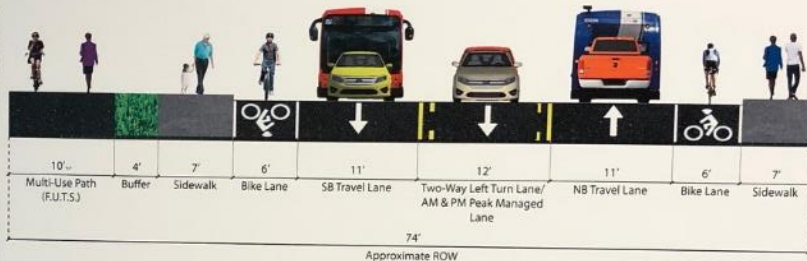 10'
4'
7'
6'
11'
12'
11'
6'
7'
Multi-Use Path
(F.U.T.S.)
Buffer
Sidewalk
Bike Lane
SB Travel Lane
Two-Way Left Turn Lane/
AM & PM Peak Managed
Lane
NB Travel Lane
Bike Lane
Sidewalk
74'
Approximate ROW